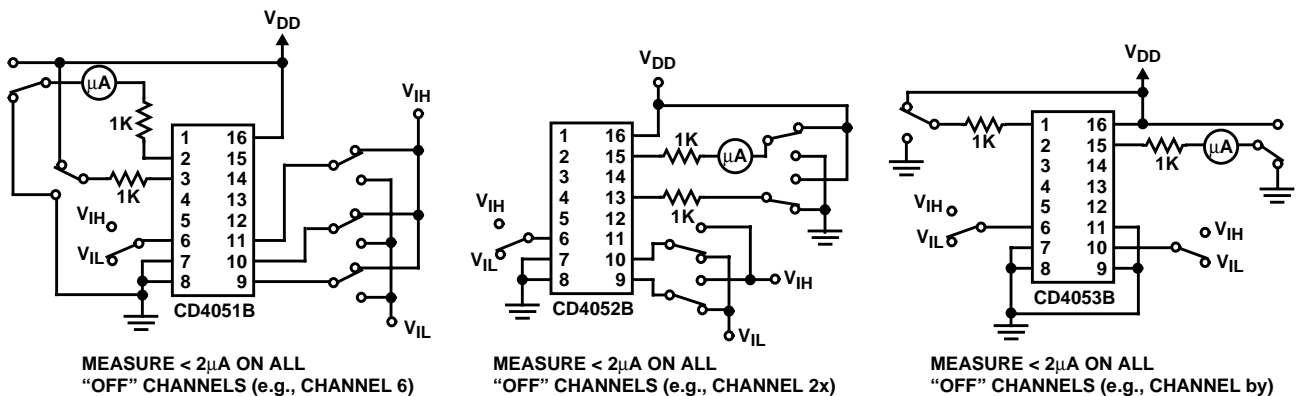 VDD
μA
1K
1K
VIH
VIL
1
2
3
4
5
6
7
8
16
15
14
13
12
11
10
9
CD4051B
VIH
VIL
MEASURE < 2μA ON ALL
“OFF” CHANNELS (e.g., CHANNEL 6)
VDD
1K
μA
1K
VIH
VIL
1
2
3
4
5
6
7
8
16
15
14
13
12
11
10
9
CD4052B
VIH
VIL
MEASURE < 2μA ON ALL
“OFF” CHANNELS (e.g., CHANNEL 2x)
VDD
1K
1K
μA
VIH
VIL
1
2
3
4
5
6
7
8
16
15
14
13
12
11
10
9
CD4053B
VIH
VIL
MEASURE < 2μA ON ALL
“OFF” CHANNELS (e.g., CHANNEL by)